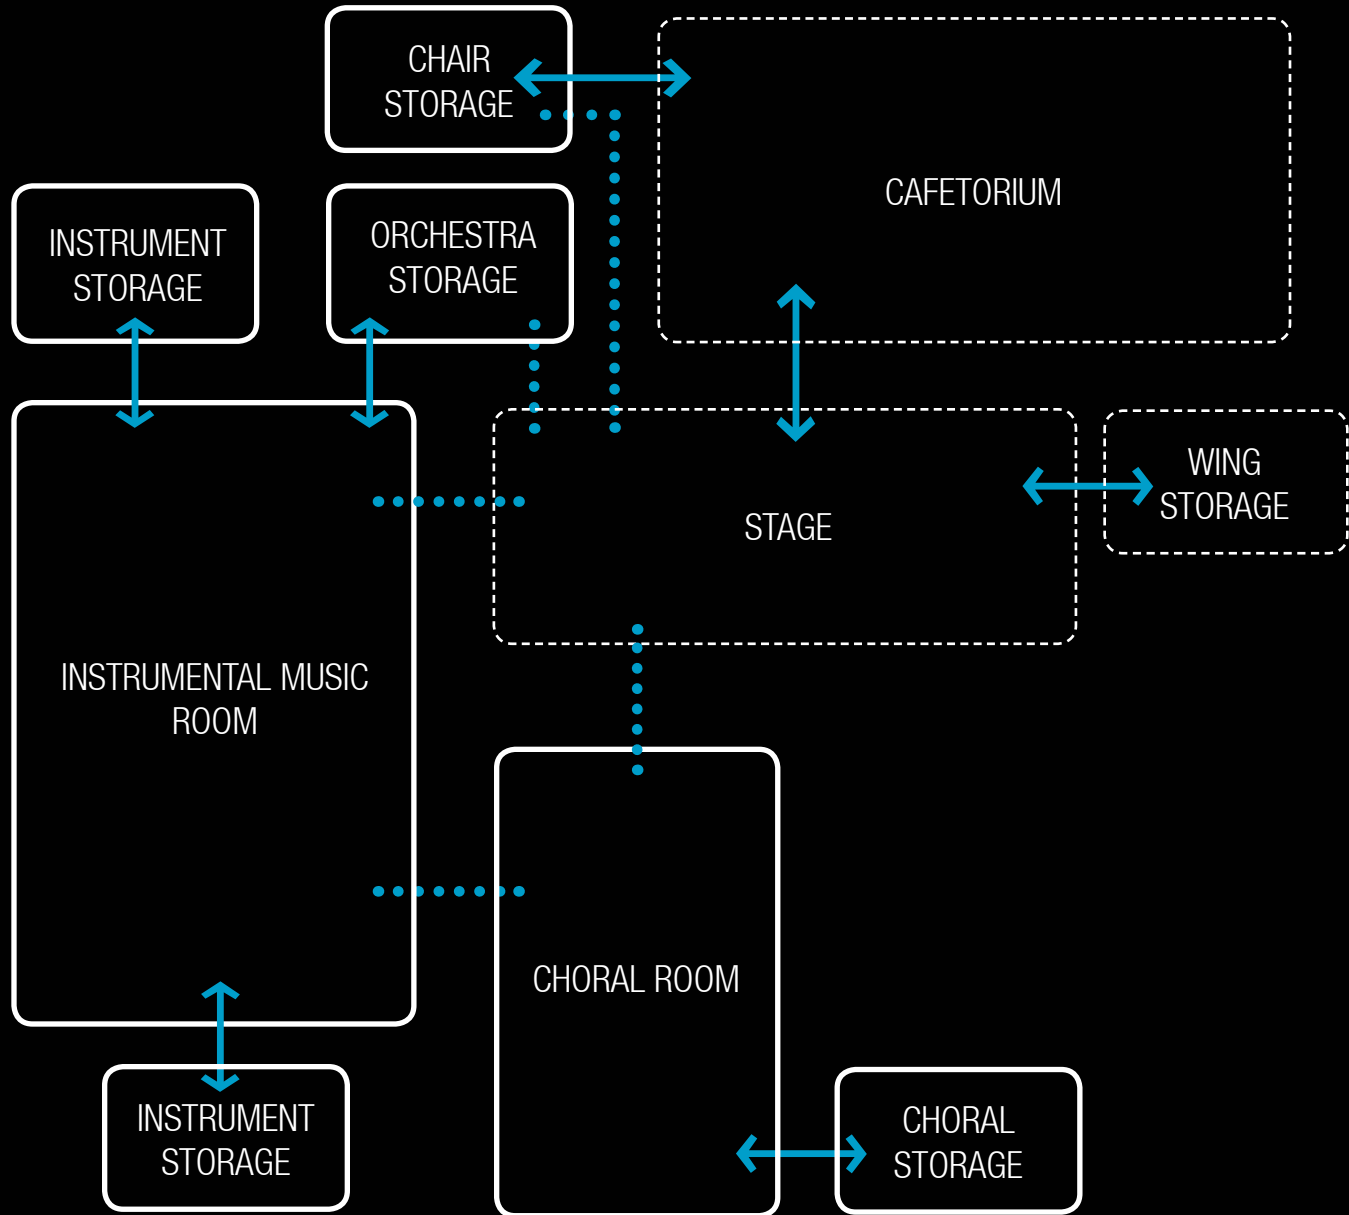 CHAIR
STORAGE
CAFETORIUM
INSTRUMENT
STORAGE
ORCHESTRA
STORAGE
WING
STORAGE
STAGE
INSTRUMENTAL MUSIC
ROOM
CHORAL ROOM
INSTRUMENT
STORAGE
CHORAL
STORAGE